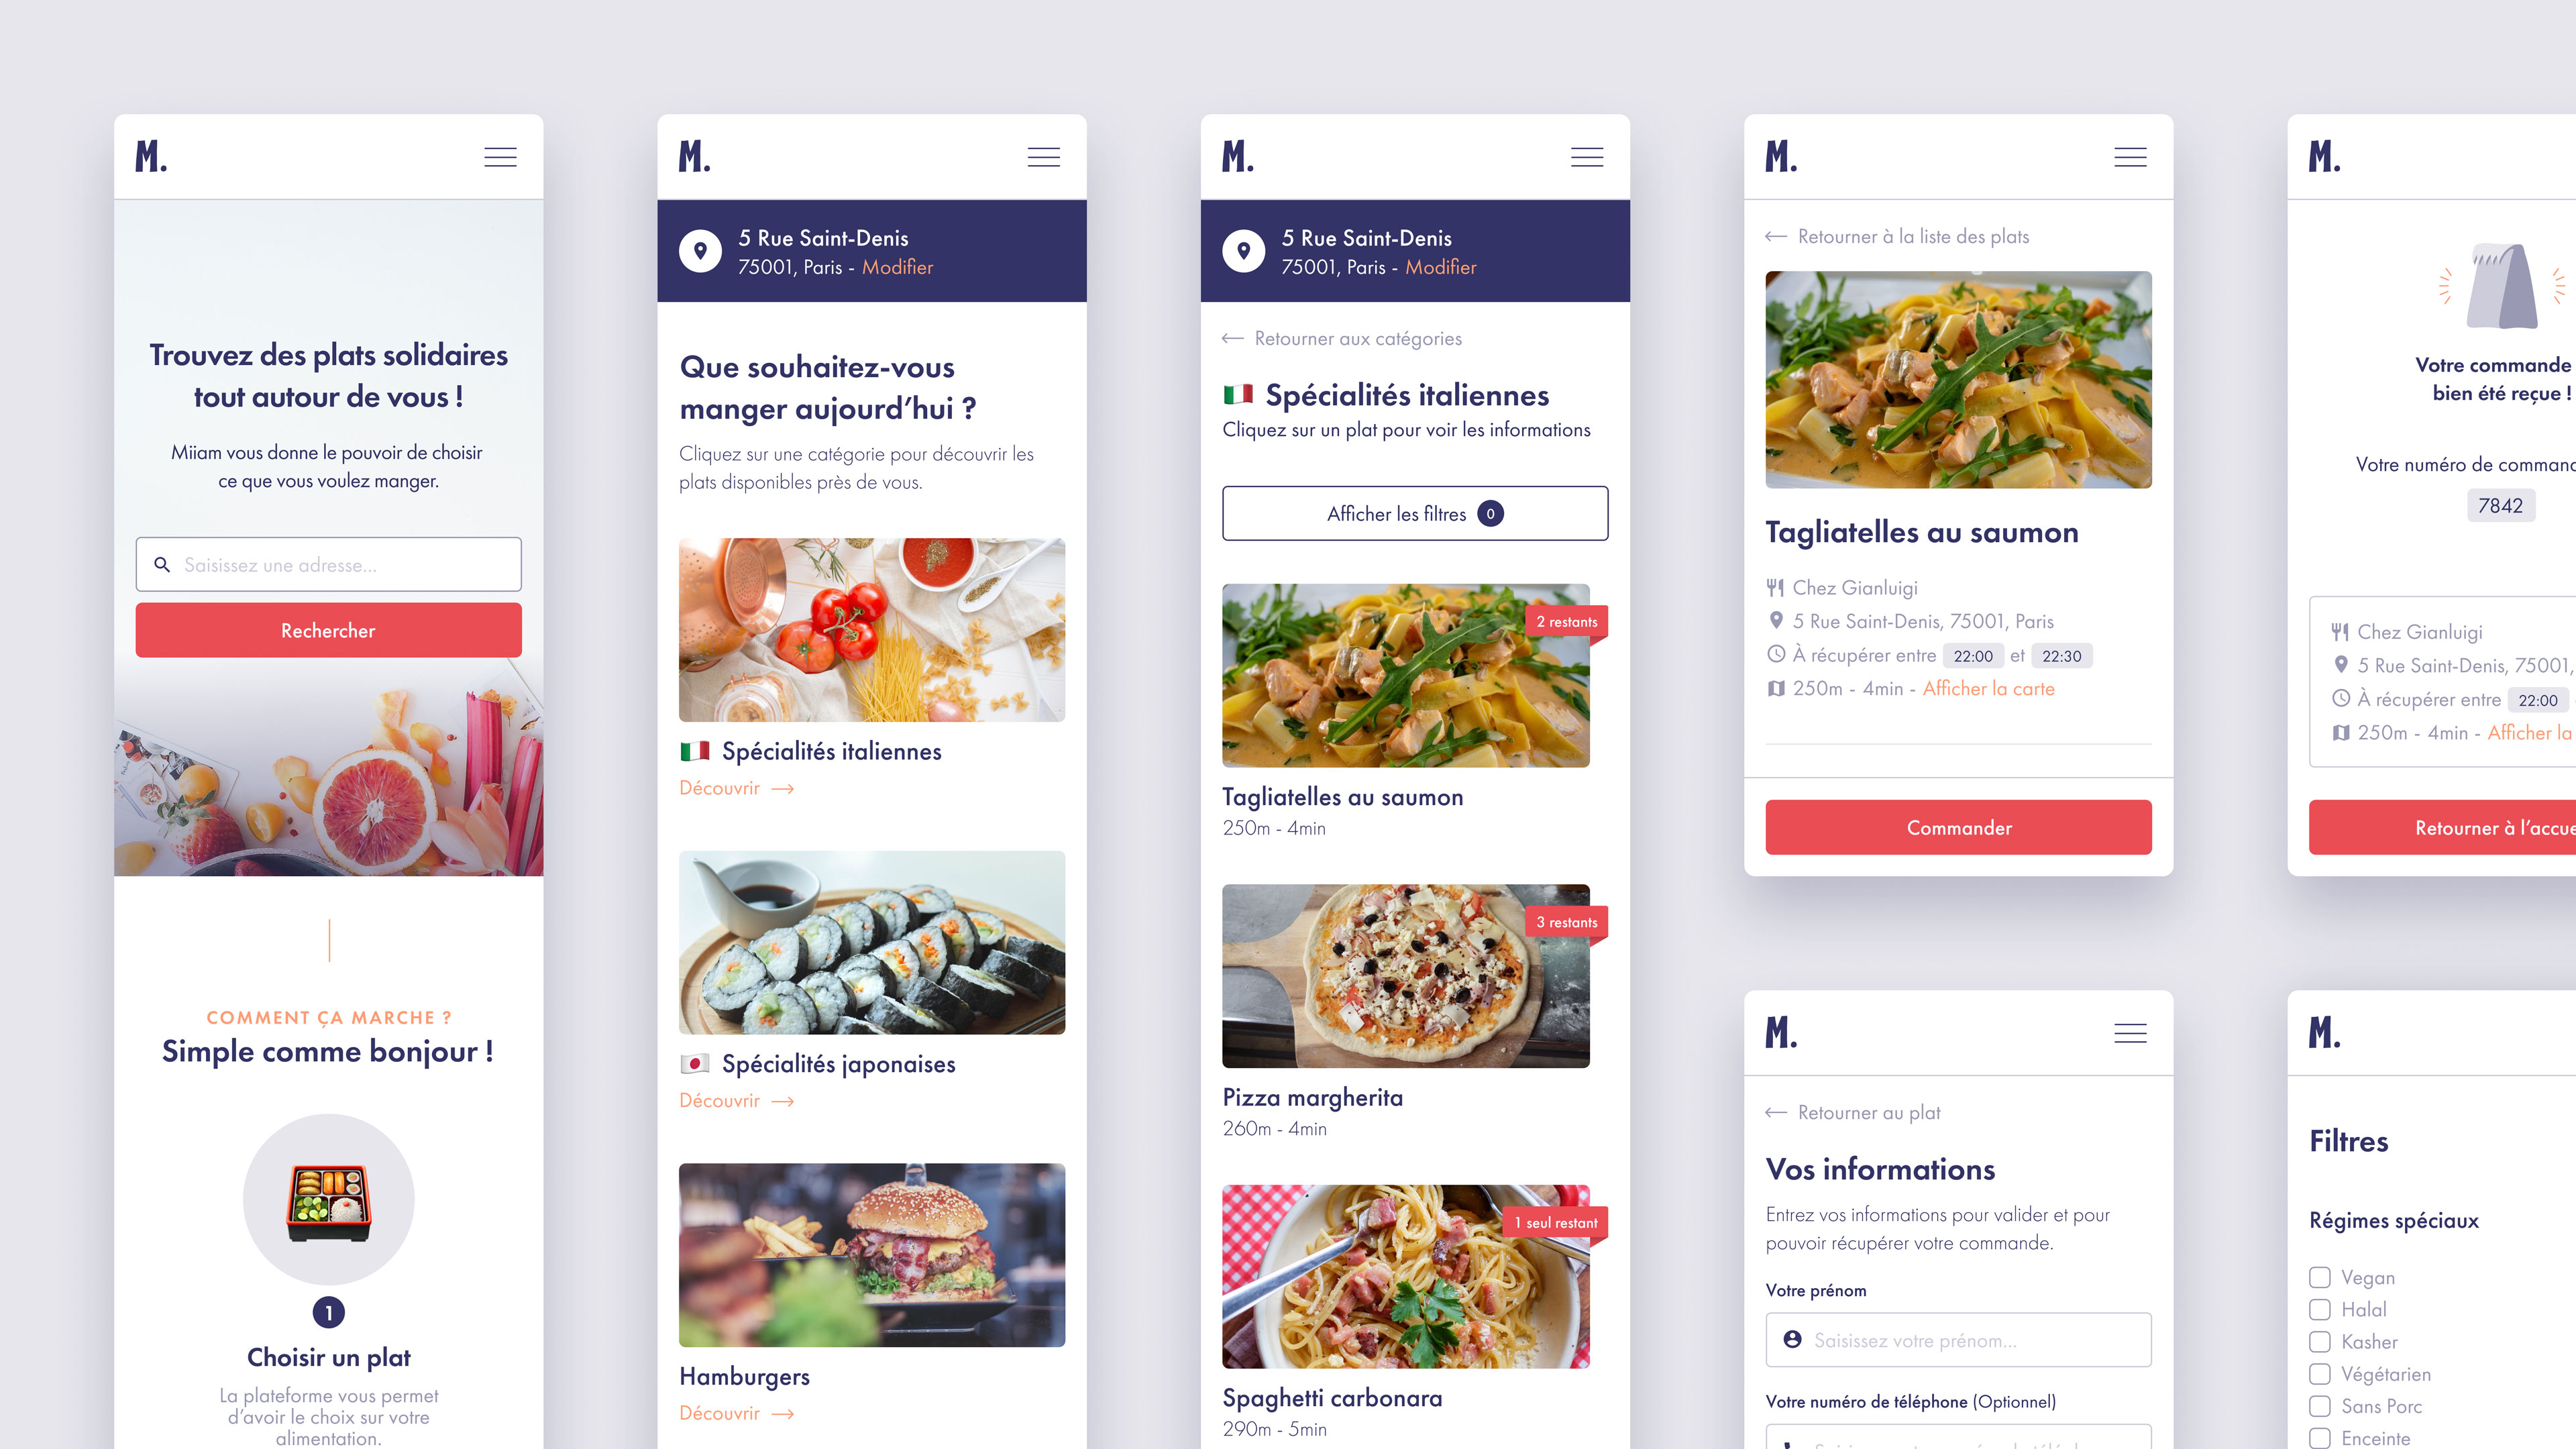 M.
Trouvez des plats solidaires
tout autour de vous !
Miiam vous donne le pouvoir de choisir
ce que vous voulez manger.
Saisissez une adresse...
Rechercher
COMMENT ÇA MARCHE ?
Simple comme bonjour !
1
Choisir un plat
La plateforme vous permet
d'avoir le choix sur votre
alimentation.
M.
5 Rue Saint-Denis
75001, Paris - Modifier
Que souhaitez-vous
manger aujourd'hui ?
Cliquez sur une catégorie pour découvrir les
plats disponibles près de vous.
Spécialités italiennes
Découvrir
Spécialités japonaises
Découvrir
Hamburgers
Découvrir
M.
5 Rue Saint-Denis
75001, Paris - Modifier
Retourner aux catégories
Spécialités italiennes
Cliquez sur un plat pour voir les informations
Afficher les filtres 0
2 restants
Tagliatelles au saumon
250m - 4min
3 restants
Pizza margherita
260m - 4min
1 seul restant
Spaghetti carbonara
290m - 5min
M.
Retourner à la liste des plats
Tagliatelles au saumon
Chez Gianluigi
5 Rue Saint-Denis, 75001, Paris
À récupérer entre 22:00 et 22:30
250m - 4min - Afficher la carte
Commander
M.
Retourner au plat
Vos informations
Entrez vos informations pour valider et pour
pouvoir récupérer votre commande.
Votre prénom
Saisissez votre prénom...
Votre numéro de téléphone (Optionnel)
M.
Votre commande
bien été reçue !
Votre numéro de comman
7842
Chez Gianluigi
5 Rue Saint-Denis, 75001,
À récupérer entre 22:00
250m - 4min - Afficher la
Retourner à l'accue
M.
Filtres
Régimes spéciaux
Vegan
Halal
Kasher
Végétarien
Sans Porc
Enceinte